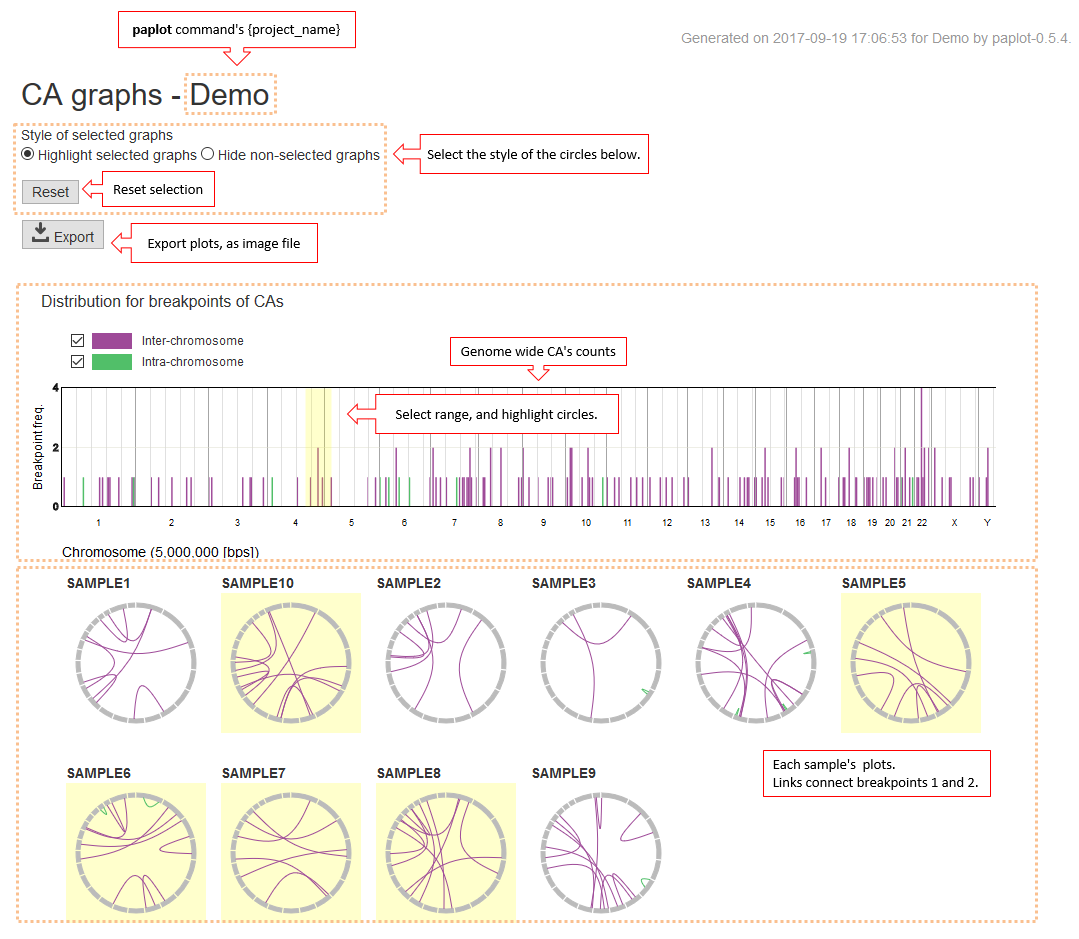 paplot command's {project_name}
Generated on 2017-09-19 17:06:53 for Demo by paplot-0.5.4.
CA graphs - Demo
Style of selected graphs
Highlight selected graphs Hide non-selected graphs
Select the style of the circles below.
Reset
Reset selection
Export
Export plots, as image file
Distribution for breakpoints of CAs
Inter-chromosome
Intra-chromosome
Genome wide CA's counts
Select range, and highlight circles.
Breakpoint freq.
4
2
0
1 2 3 4 5 6 7 8 9 10 11 12 13 14 15 16 17 18 19 20 21 22 X Y
Chromosome (5,000,000 [bps])
SAMPLE1 SAMPLE10 SAMPLE2 SAMPLE3 SAMPLE4 SAMPLE5
Each sample's plots.
Links connect breakpoints 1 and 2.
SAMPLE6 SAMPLE7 SAMPLE8 SAMPLE9